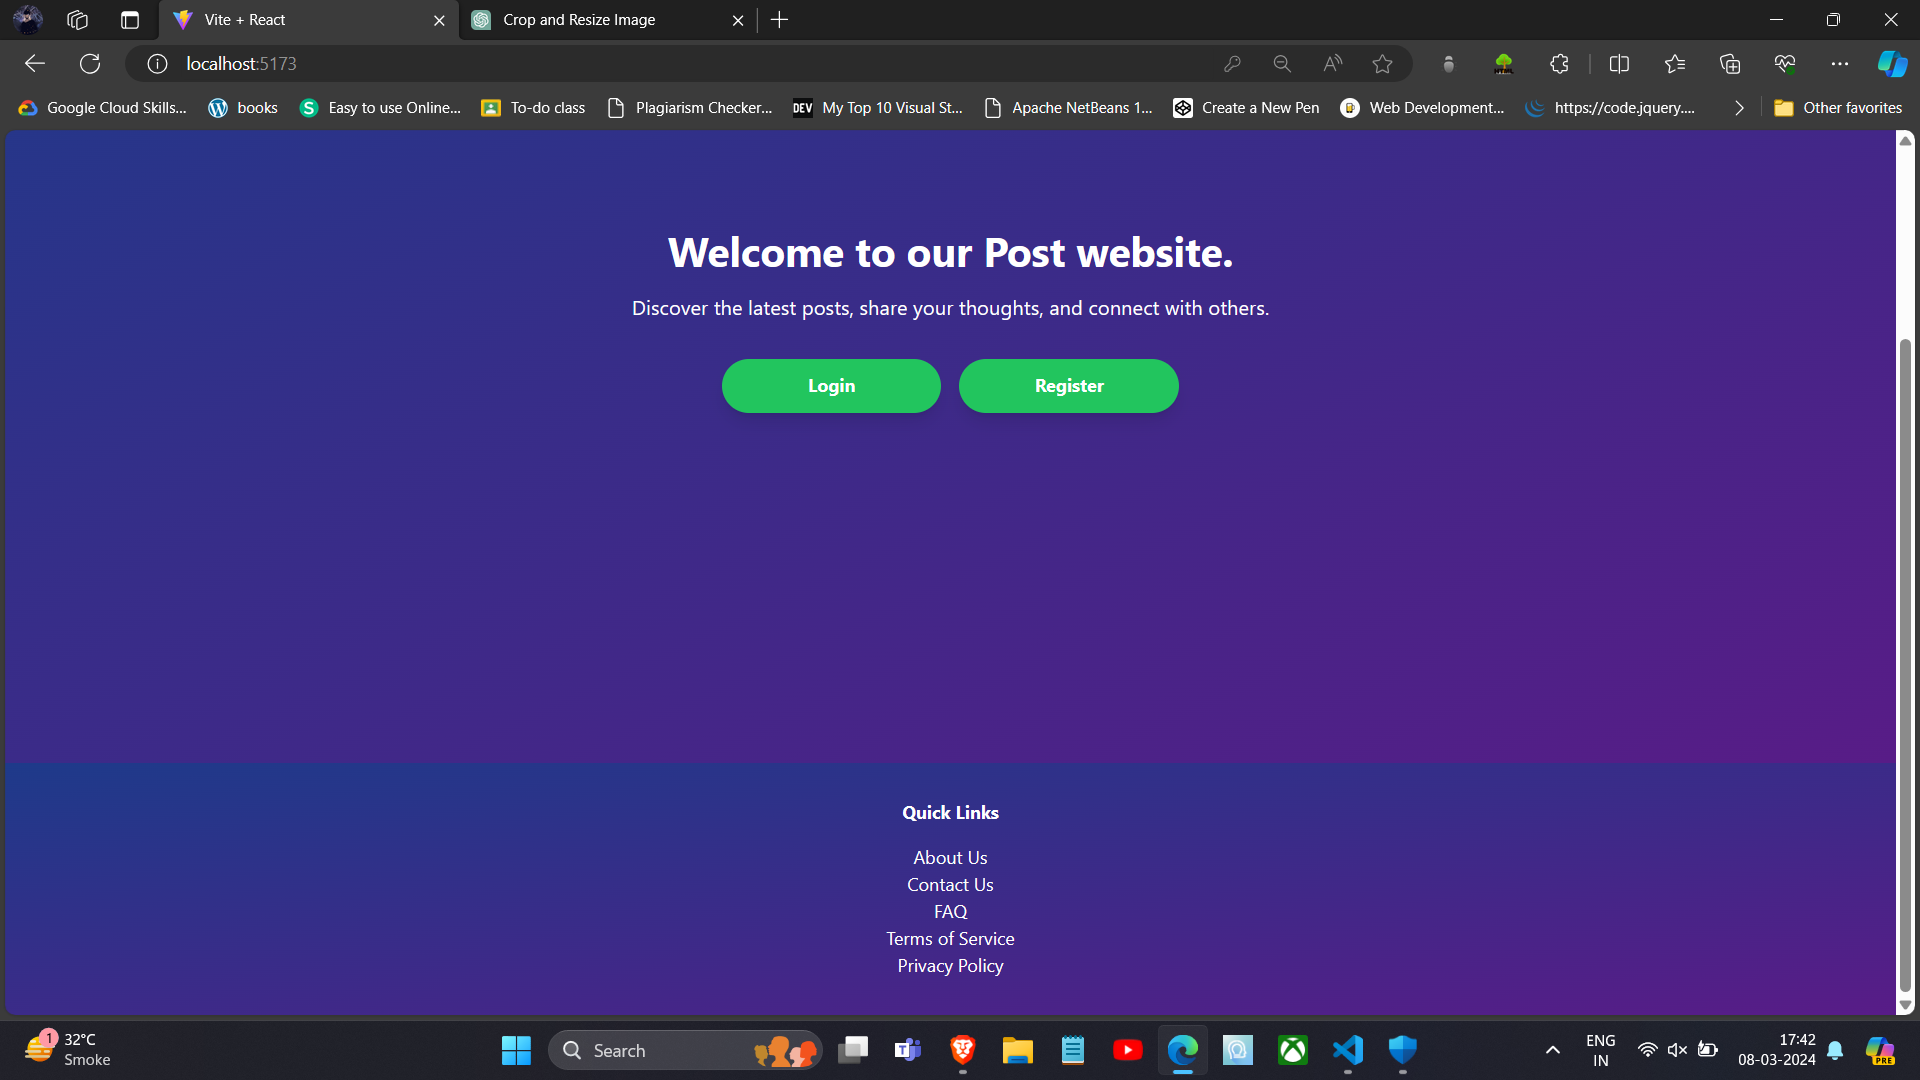 Vite + React
Crop and Resize Image
localhost:5173
Google Cloud Skills...
books
Easy to use Online...
To-do class
Plagiarism Checker...
DEV
My Top 10 Visual St...
Apache NetBeans 1...
Create a New Pen
Web Development...
https://code.jquery....
Other favorites
Welcome to our Post website.
Discover the latest posts, share your thoughts, and connect with others.
Login
Register
Quick Links
About Us
Contact Us
FAQ
Terms of Service
Privacy Policy
1
32°C
Smoke
Search
ENG
IN
17:42
08-03-2024
PRE